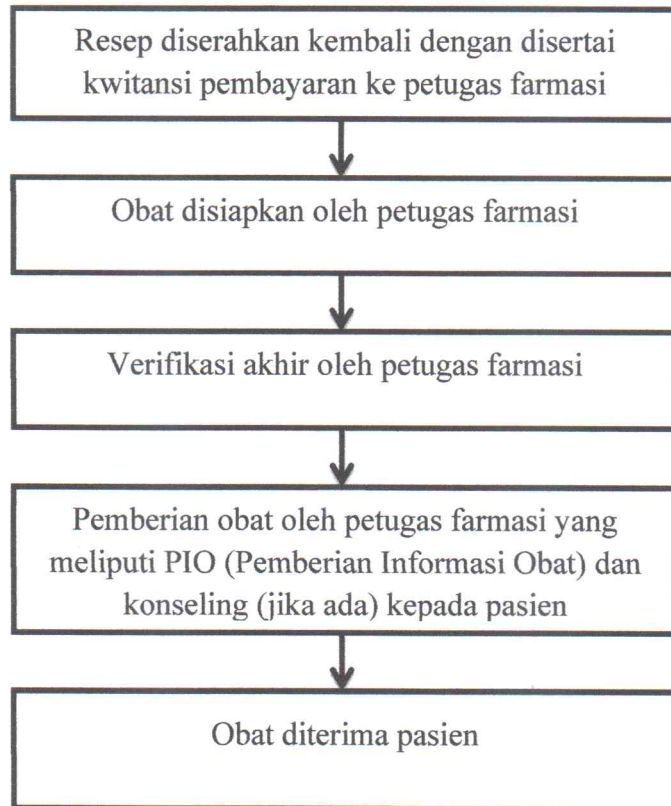 Resep diserahkan kembali dengan disertai
kwitansi pembayaran ke petugas farmasi
Obat disiapkan oleh petugas farmasi
Verifikasi akhir oleh petugas farmasi
Pemberian obat oleh petugas farmasi yang
meliputi PIO (Pemberian Informasi Obat) dan
konseling (jika ada) kepada pasien
Obat diterima pasien